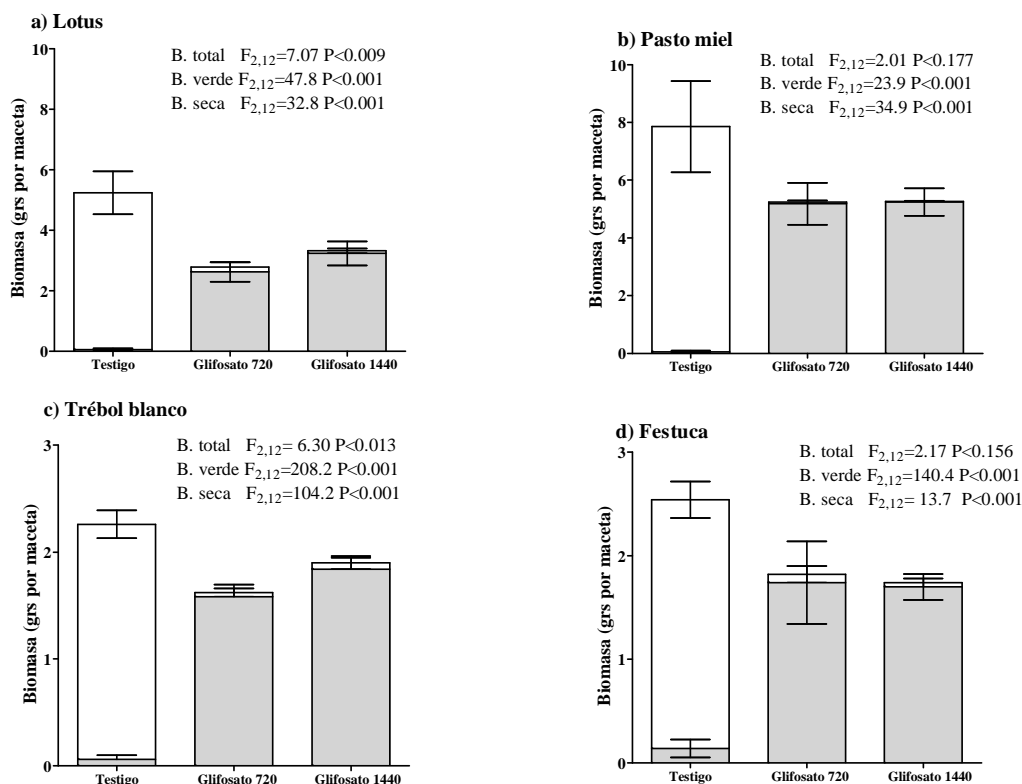 a) Lotus
B. total F2,12=7.07 P<0.009
B. verde F2,12=47.8 P<0.001
B. seca F2,12=32.8 P<0.001
Biomasa (grs por maceta)
10
8
6
4
2
0
Testigo Glifosato 720 Glifosato 1440
b) Pasto miel
B. total F2,12=2.01 P<0.177
B. verde F2,12=23.9 P<0.001
B. seca F2,12=34.9 P<0.001
Biomasa (grs por maceta)
10
8
6
4
2
0
Testigo Glifosato 720 Glifosato 1440
c) Trébol blanco
B. total F2,12= 6.30 P<0.013
B. verde F2,12=208.2 P<0.001
B. seca F2,12=104.2 P<0.001
Biomasa (grs por maceta)
3
2
1
0
Testigo Glifosato 720 Glifosato 1440
d) Festuca
B. total F2,12=2.17 P<0.156
B. verde F2,12=140.4 P<0.001
B. seca F2,12= 13.7 P<0.001
Biomasa (grs por maceta)
3
2
1
0
Testigo Glifosato 720 Glifosato 1440